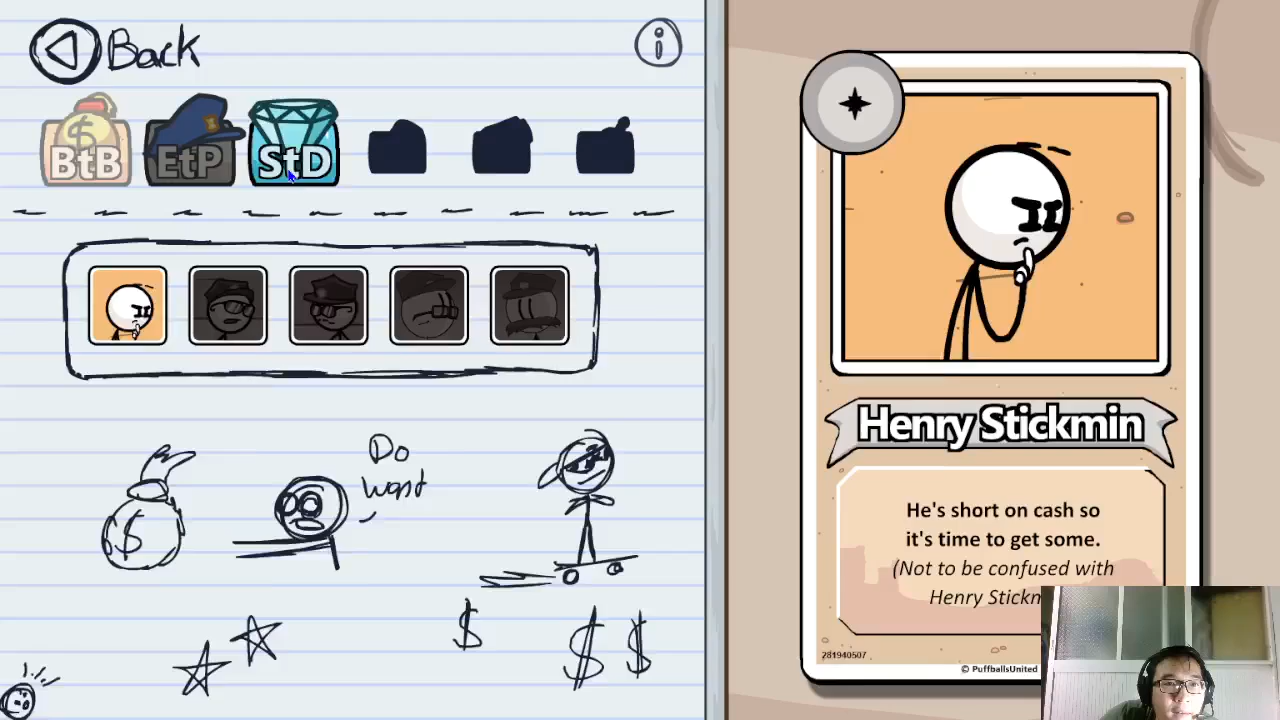 Back
BtB
EtP
StD
Do
want
$
$
$ $
Henry Stickmin
He's short on cash so
it's time to get some.
(Not to be confused with
Henry Stickm
281940507
© PuffballsUnited